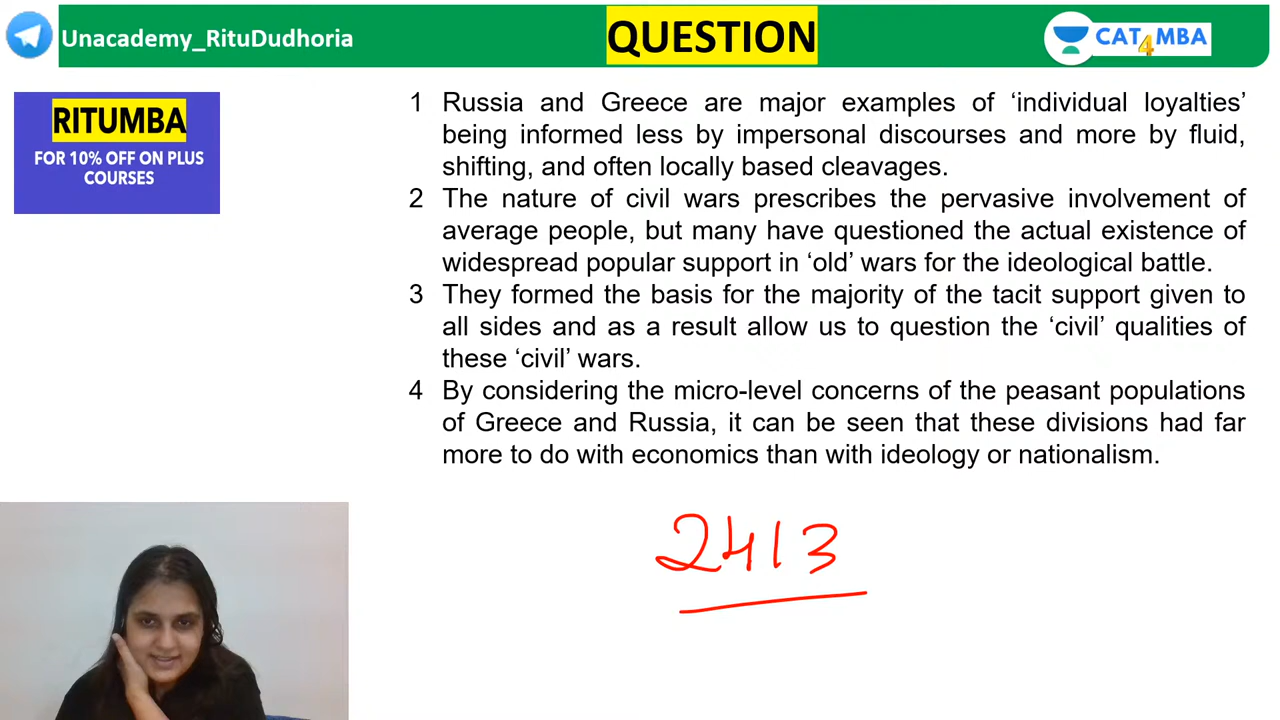 Unacademy_RituDudhoria
QUESTION
CAT4MBA
RITUMBA
FOR 10% OFF ON PLUS
COURSES
1 Russia and Greece are major examples of ‘individual loyalties’
being informed less by impersonal discourses and more by fluid,
shifting, and often locally based cleavages.
2 The nature of civil wars prescribes the pervasive involvement of
average people, but many have questioned the actual existence of
widespread popular support in ‘old’ wars for the ideological battle.
3 They formed the basis for the majority of the tacit support given to
all sides and as a result allow us to question the ‘civil’ qualities of
these ‘civil’ wars.
4 By considering the micro-level concerns of the peasant populations
of Greece and Russia, it can be seen that these divisions had far
more to do with economics than with ideology or nationalism.
2413